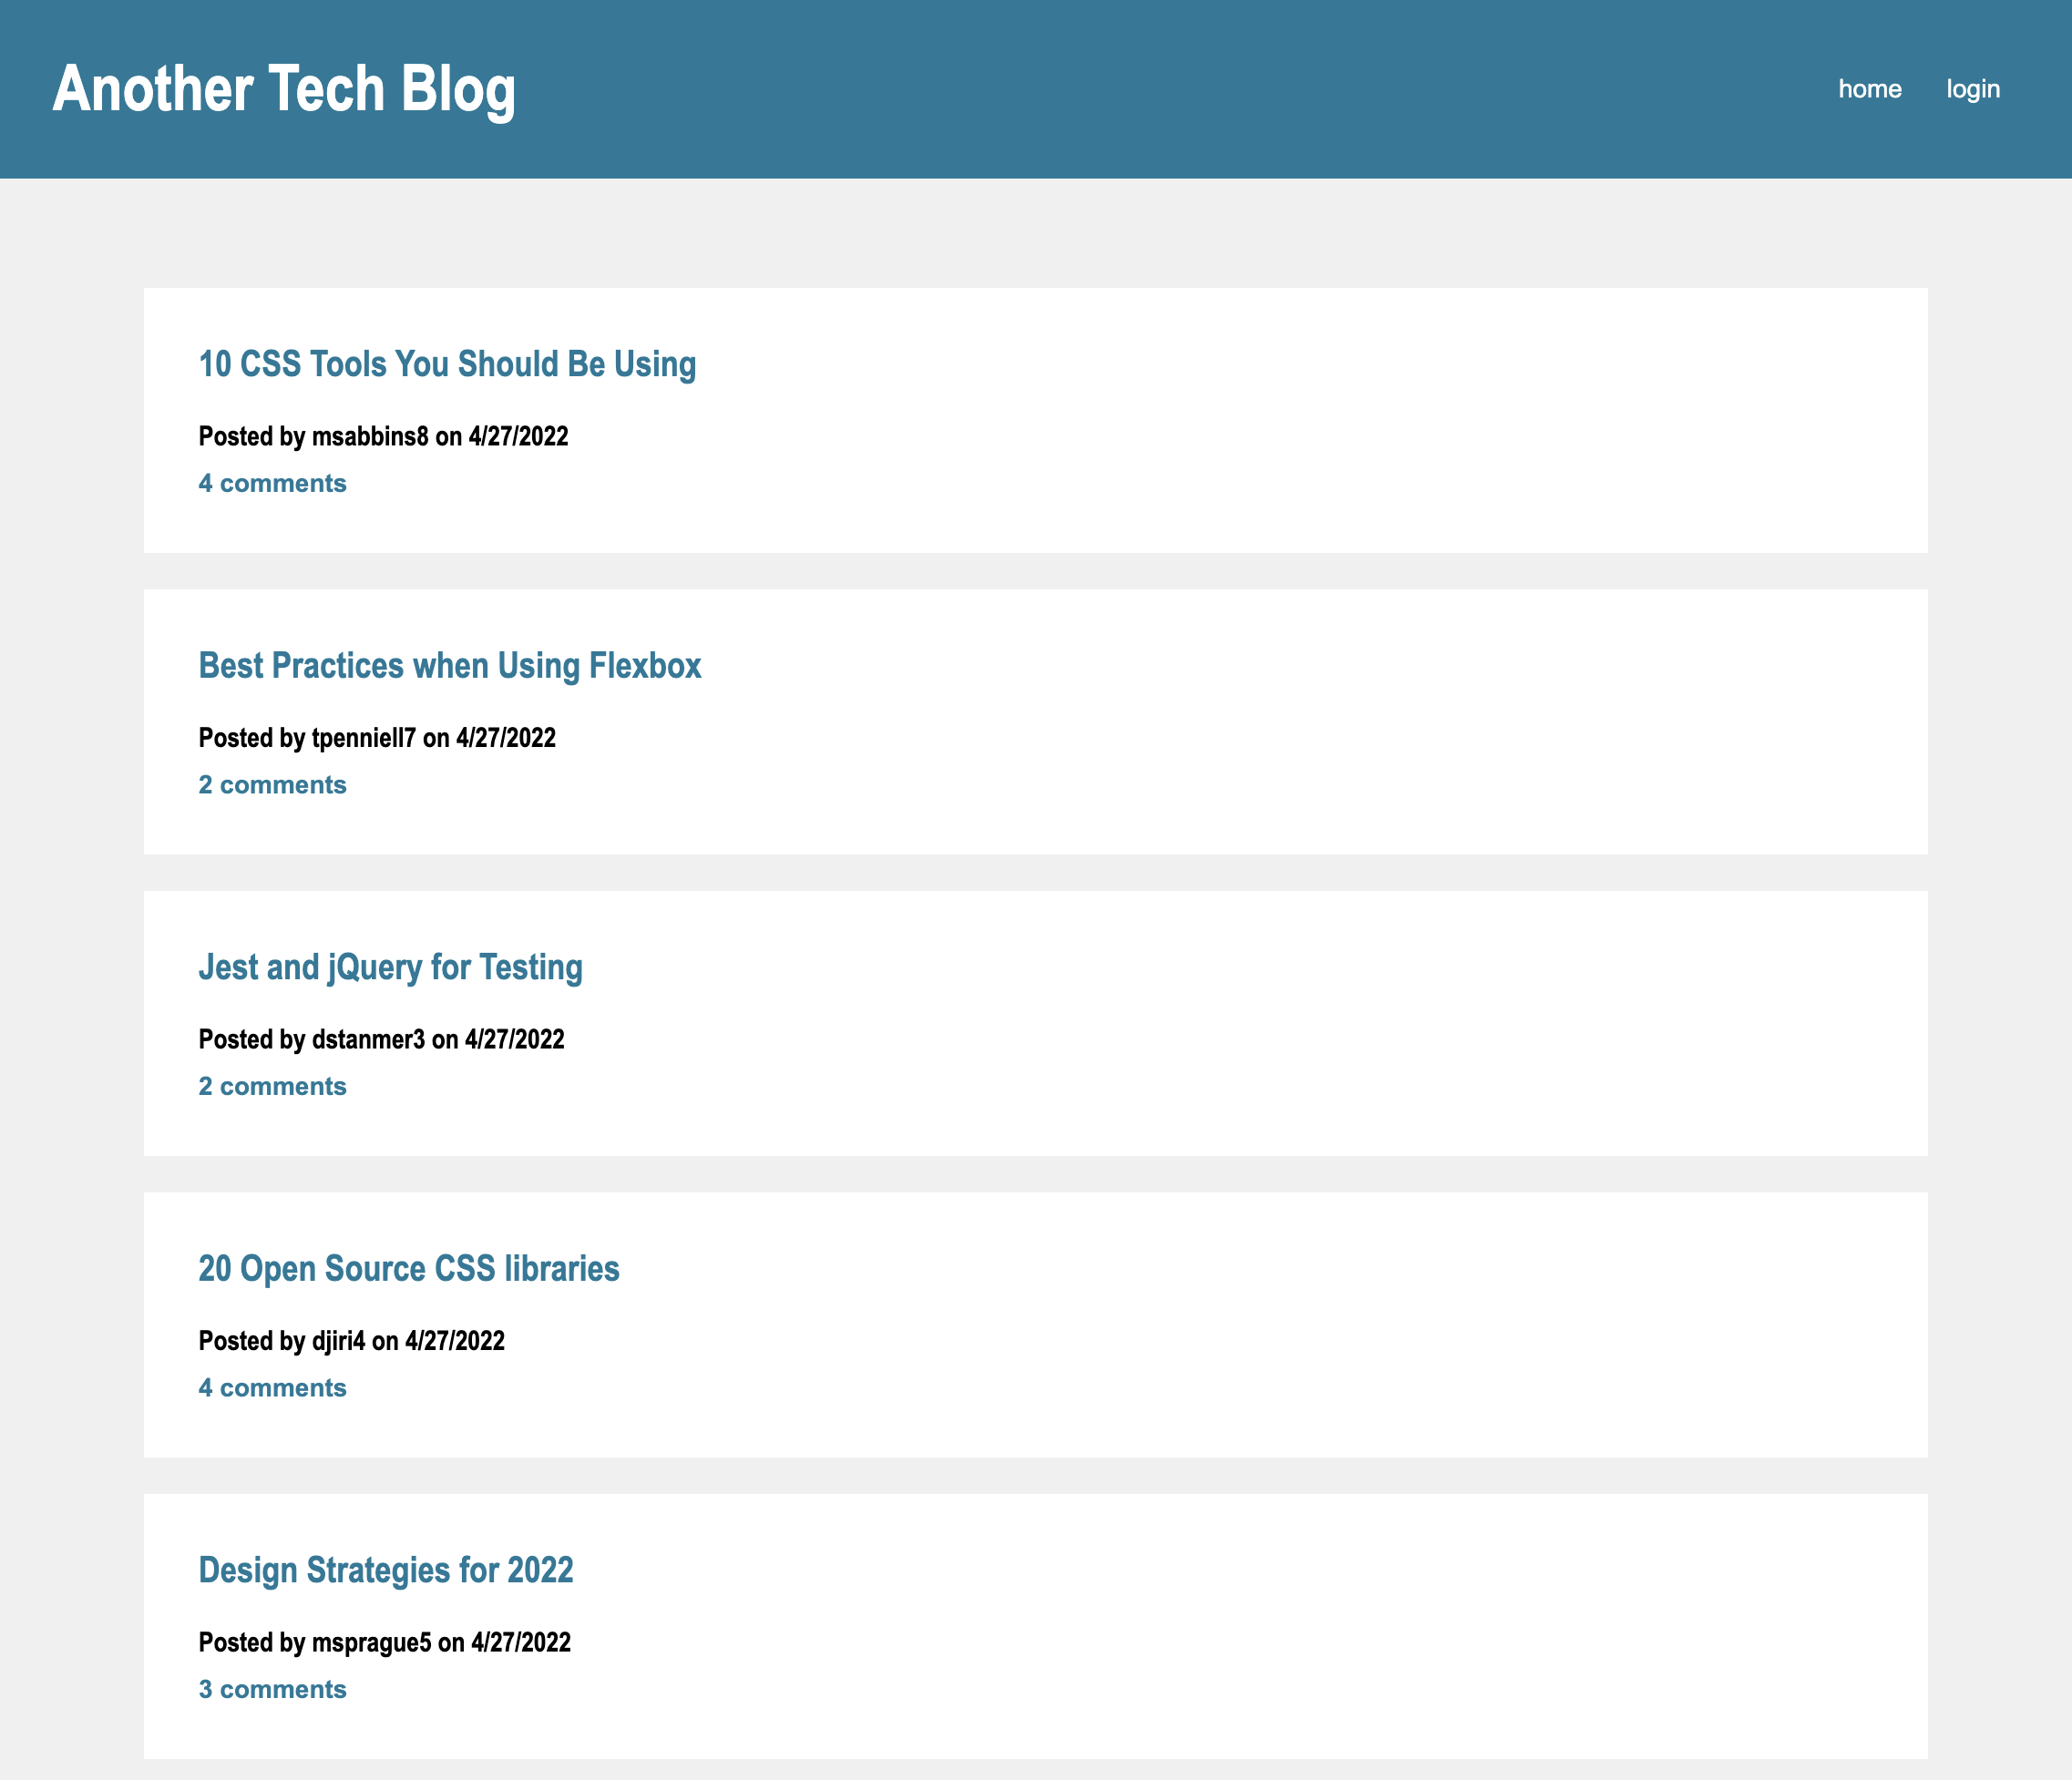 Another Tech Blog
home login
10 CSS Tools You Should Be Using
Posted by msabbins8 on 4/27/2022
4 comments
Best Practices when Using Flexbox
Posted by tpenniell7 on 4/27/2022
2 comments
Jest and jQuery for Testing
Posted by dstanmer3 on 4/27/2022
2 comments
20 Open Source CSS libraries
Posted by djiri4 on 4/27/2022
4 comments
Design Strategies for 2022
Posted by msprague5 on 4/27/2022
3 comments